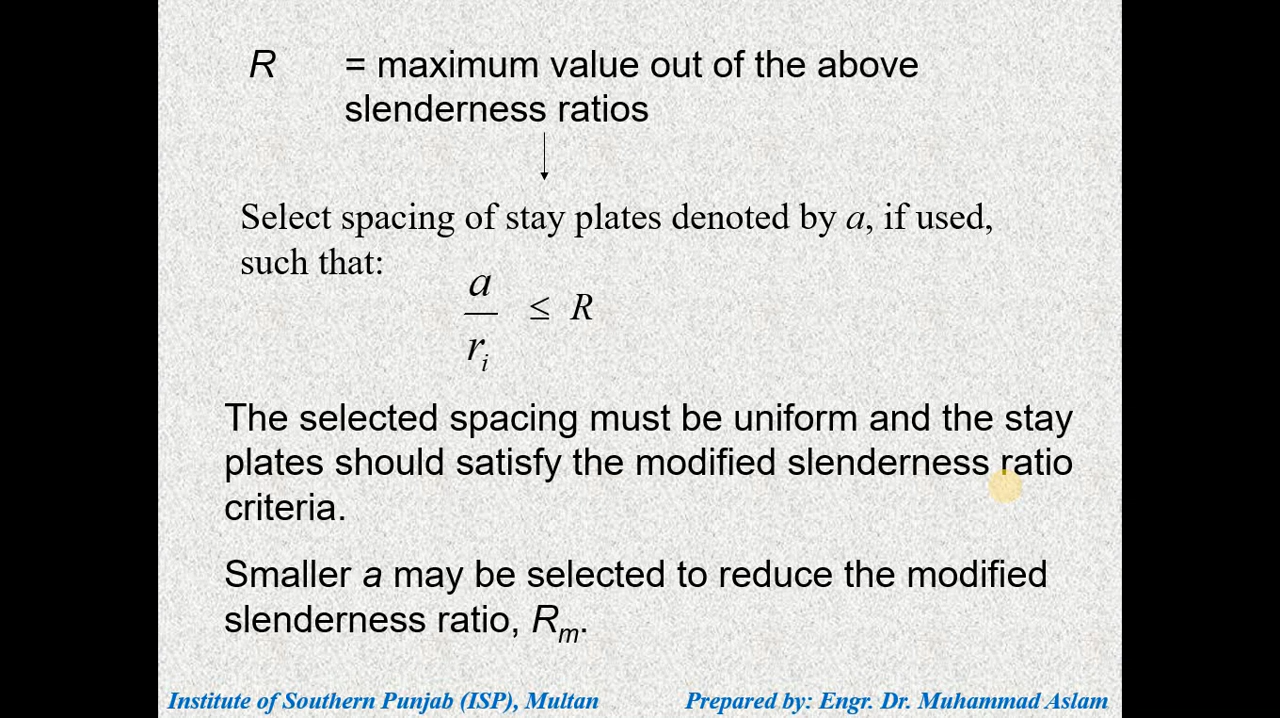 R = maximum value out of the above
slenderness ratios
Select spacing of stay plates denoted by a, if used,
such that:
a
— ≤ R
rᵢ
The selected spacing must be uniform and the stay
plates should satisfy the modified slenderness ratio
criteria.
Smaller a may be selected to reduce the modified
slenderness ratio, Rₘ.
Institute of Southern Punjab (ISP), Multan Prepared by: Engr. Dr. Muhammad Aslam